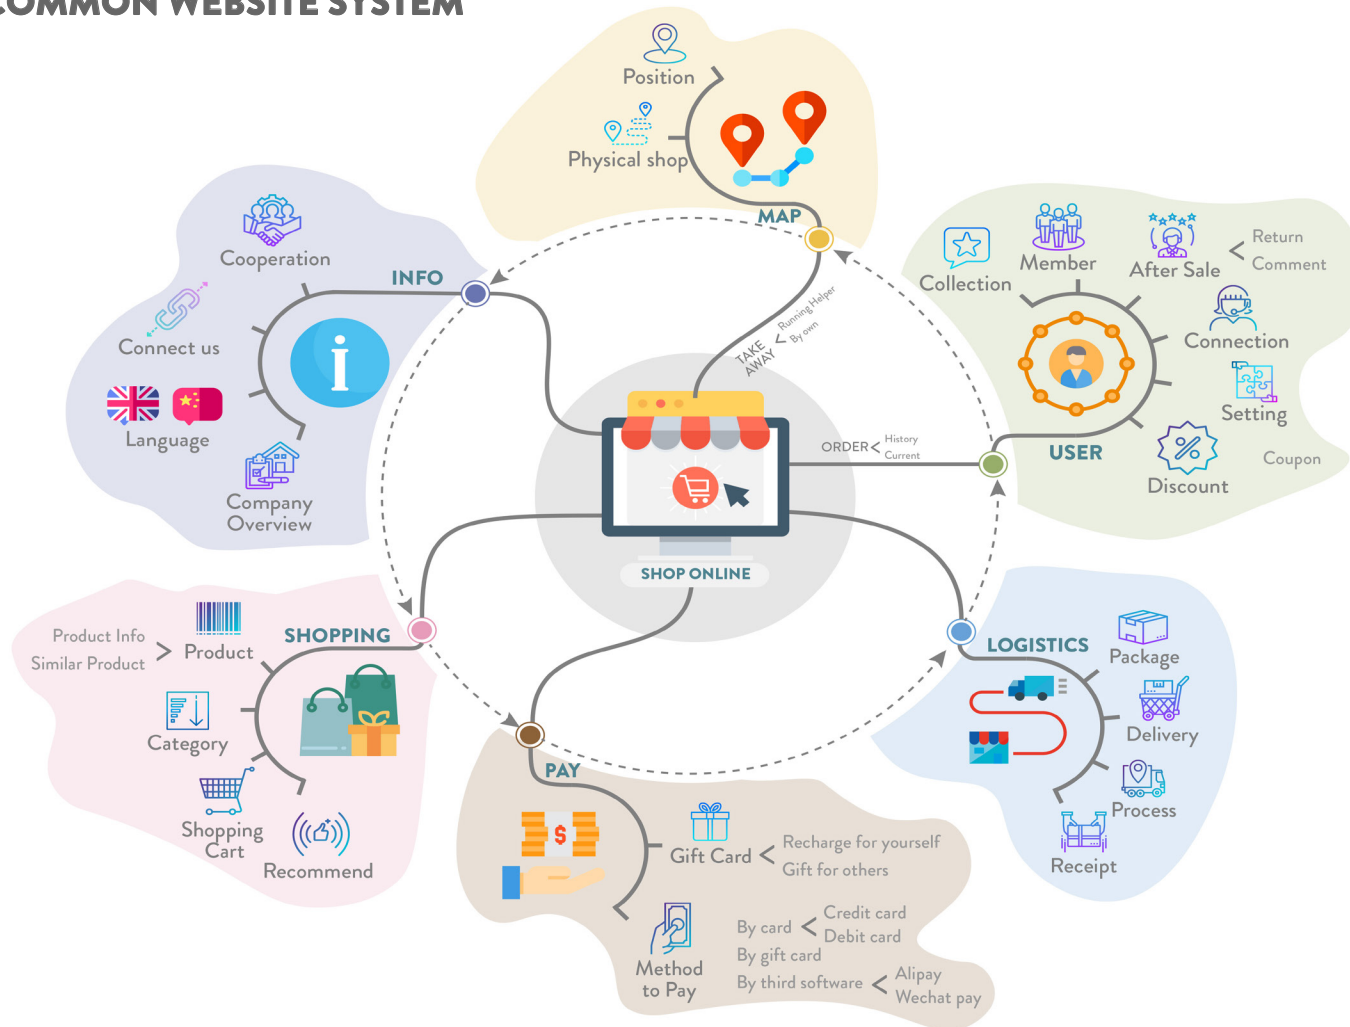 COMMON WEBSITE SYSTEM
Position
Physical shop
MAP
Cooperation
INFO
Connect us
Language
Company
Overview
Collection
Member
After Sale
Return
Comment
Connection
Setting
Discount
Coupon
USER
TAKE
AWAY
Running Helper
By own
ORDER
History
Current
SHOP ONLINE
SHOPPING
Product Info
Similar Product
Product
Category
Shopping
Cart
Recommend
LOGISTICS
Package
Delivery
Process
Receipt
PAY
$
Gift Card
Recharge for yourself
Gift for others
Method
to Pay
By card
Credit card
Debit card
By gift card
By third software
Alipay
Wechat pay